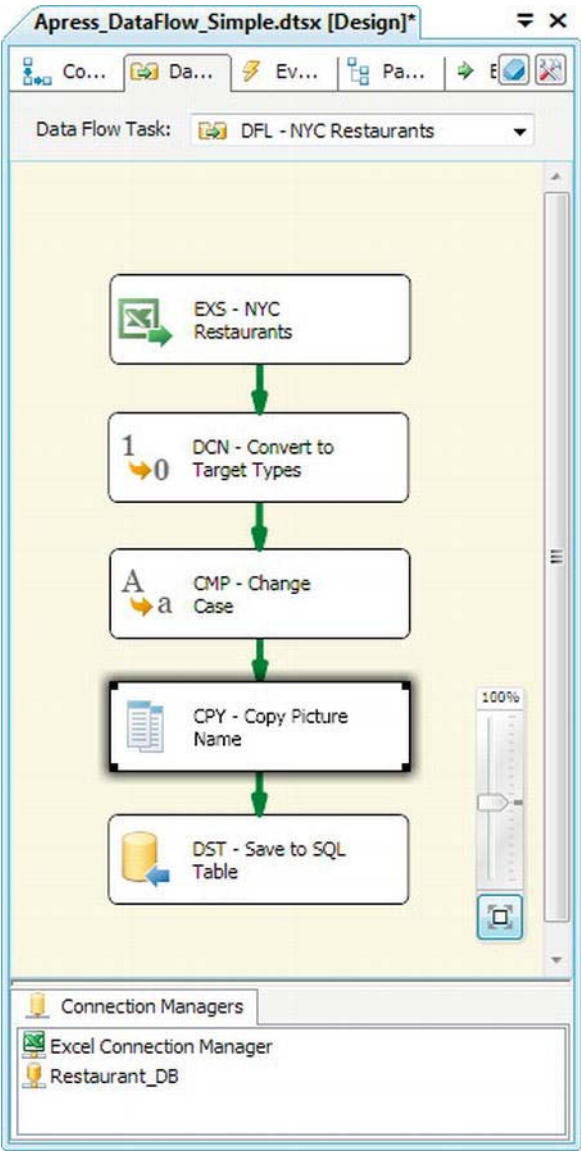 Apress_DataFlow_Simple.dtsx [Design]*
Co... Da... Ev... Pa... E
Data Flow Task: DFL - NYC Restaurants
EXS - NYC
Restaurants
1
0
DCN - Convert to
Target Types
A
a
CMP - Change
Case
CPY - Copy Picture
Name
100%
DST - Save to SQL
Table
Connection Managers
Excel Connection Manager
Restaurant_DB